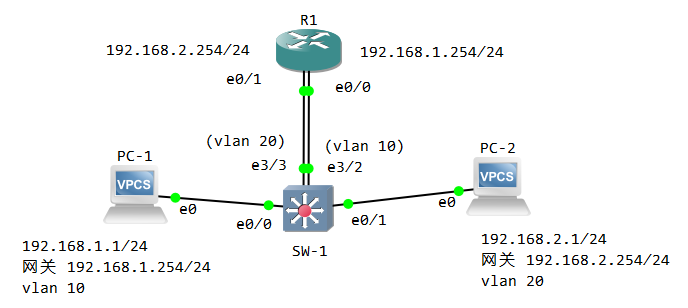 R1
192.168.2.254/24
192.168.1.254/24
e0/1
e0/0
(vlan 20)
(vlan 10)
e3/3
e3/2
PC-1
PC-2
VPCS
VPCS
e0
e0
e0/0
e0/1
SW-1
192.168.1.1/24
网关 192.168.1.254/24
vlan 10
192.168.2.1/24
网关 192.168.2.254/24
vlan 20